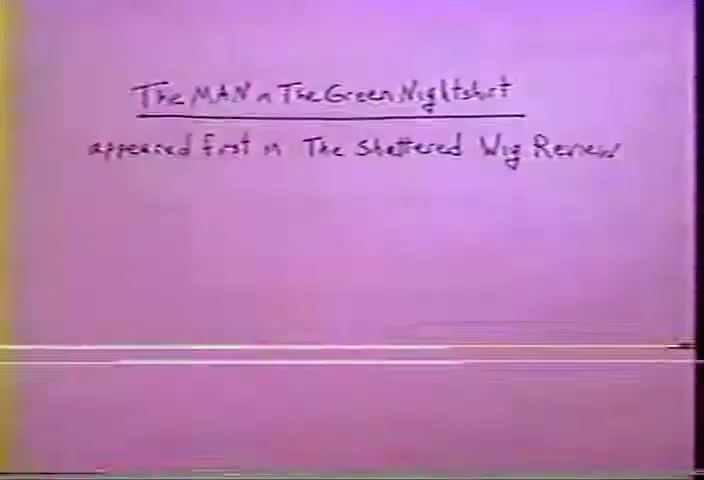 The MAN in The Green Nightshirt
appeared first in The Shattered Wig Review